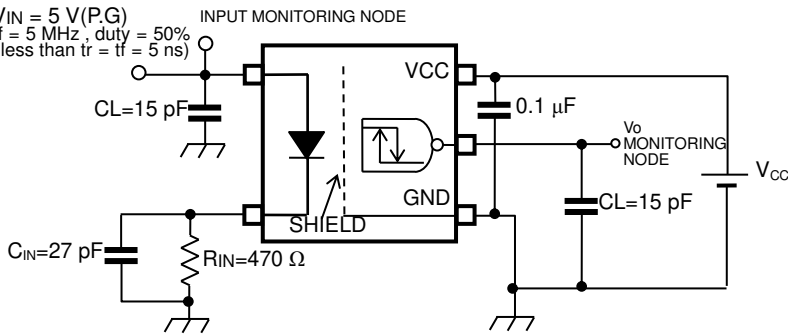 VIN = 5 V(P.G)
f = 5 MHz , duty = 50%
less than tr = tf = 5 ns)
INPUT MONITORING NODE
CL=15 pF
VCC
0.1 μF
Vo
MONITORING
NODE
VCC
GND
SHIELD
CL=15 pF
CIN=27 pF
RIN=470 Ω